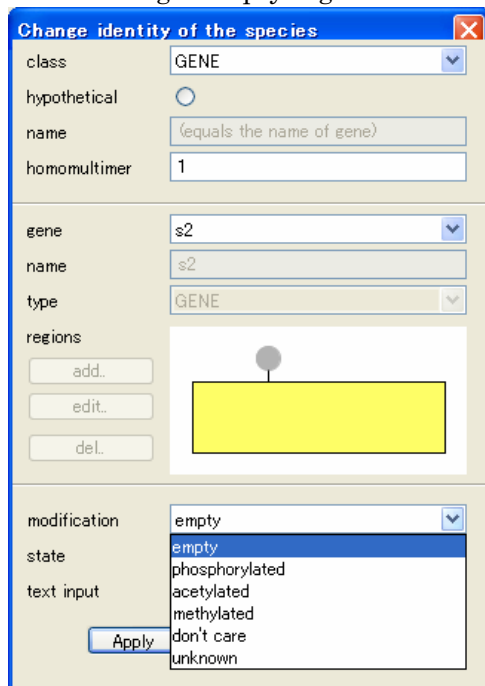 Change identity of the species
class GENE
hypothetical
name (equals the name of gene)
homomultimer 1
gene s2
name s2
type GENE
regions
add..
edit..
del..
modification empty
state empty
phosphorylated
text input acetylated
methylated
Apply don't care
unknown